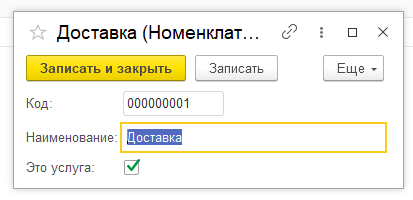 Доставка (Номенклат...
Записать и закрыть Записать Еще
Код: 000000001
Наименование: Доставка
Это услуга: